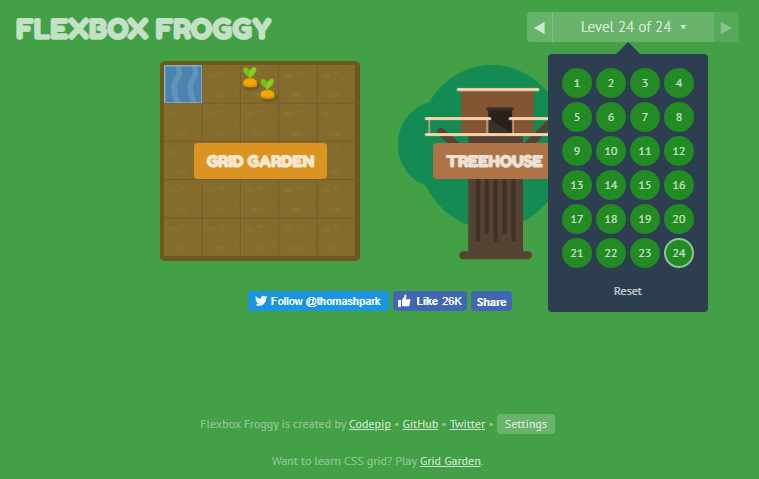 FLEXBOX FROGGY
◀ Level 24 of 24 ▾ ▶
1 2 3 4
5 6 7 8
9 10 11 12
13 14 15 16
17 18 19 20
21 22 23 24
Reset
GRID GARDEN
TREEHOUSE
Follow @thomashpark Like 26K Share
Flexbox Froggy is created by Codepip • GitHub • Twitter • Settings
Want to learn CSS grid? Play Grid Garden.